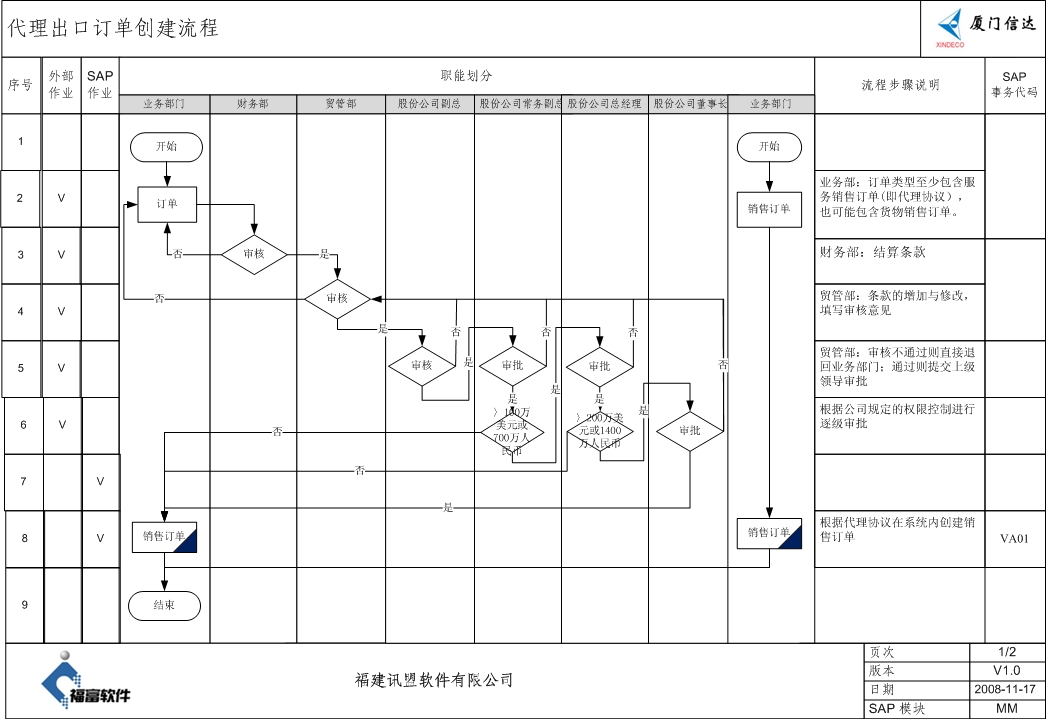 代理出口订单创建流程
厦门信达
XINDECO
序号
外部
作业
SAP
作业
职能划分
流程步骤说明
SAP
事务代码
业务部门
财务部
贸管部
股份公司副总
股份公司常务副总
股份公司总经理
股份公司董事长
业务部门
1
开始
开始
2
V
订单
销售订单
业务部：订单类型至少包含服
务销售订单(即代理协议)，
也可能包含货物销售订单。
3
V
否
审核
是
财务部：结算条款
4
V
否
审核
是
贸管部：条款的增加与修改，
填写审核意见
5
V
审核
否
是
审批
否
是
是
审批
否
是
是
否
贸管部：审核不通过则直接退
回业务部门；通过则提交上级
领导审批
6
V
否
〉100万
美元或
700万人
民币
〉200万美
元或1400
万人民币
审批
根据公司规定的权限控制进行
逐级审批
7
V
否
是
8
V
销售订单
销售订单
根据代理协议在系统内创建销
售订单
VA01
9
结束
福富软件
福建讯盟软件有限公司
页次
1/2
版本
V1.0
日期
2008-11-17
SAP 模块
MM